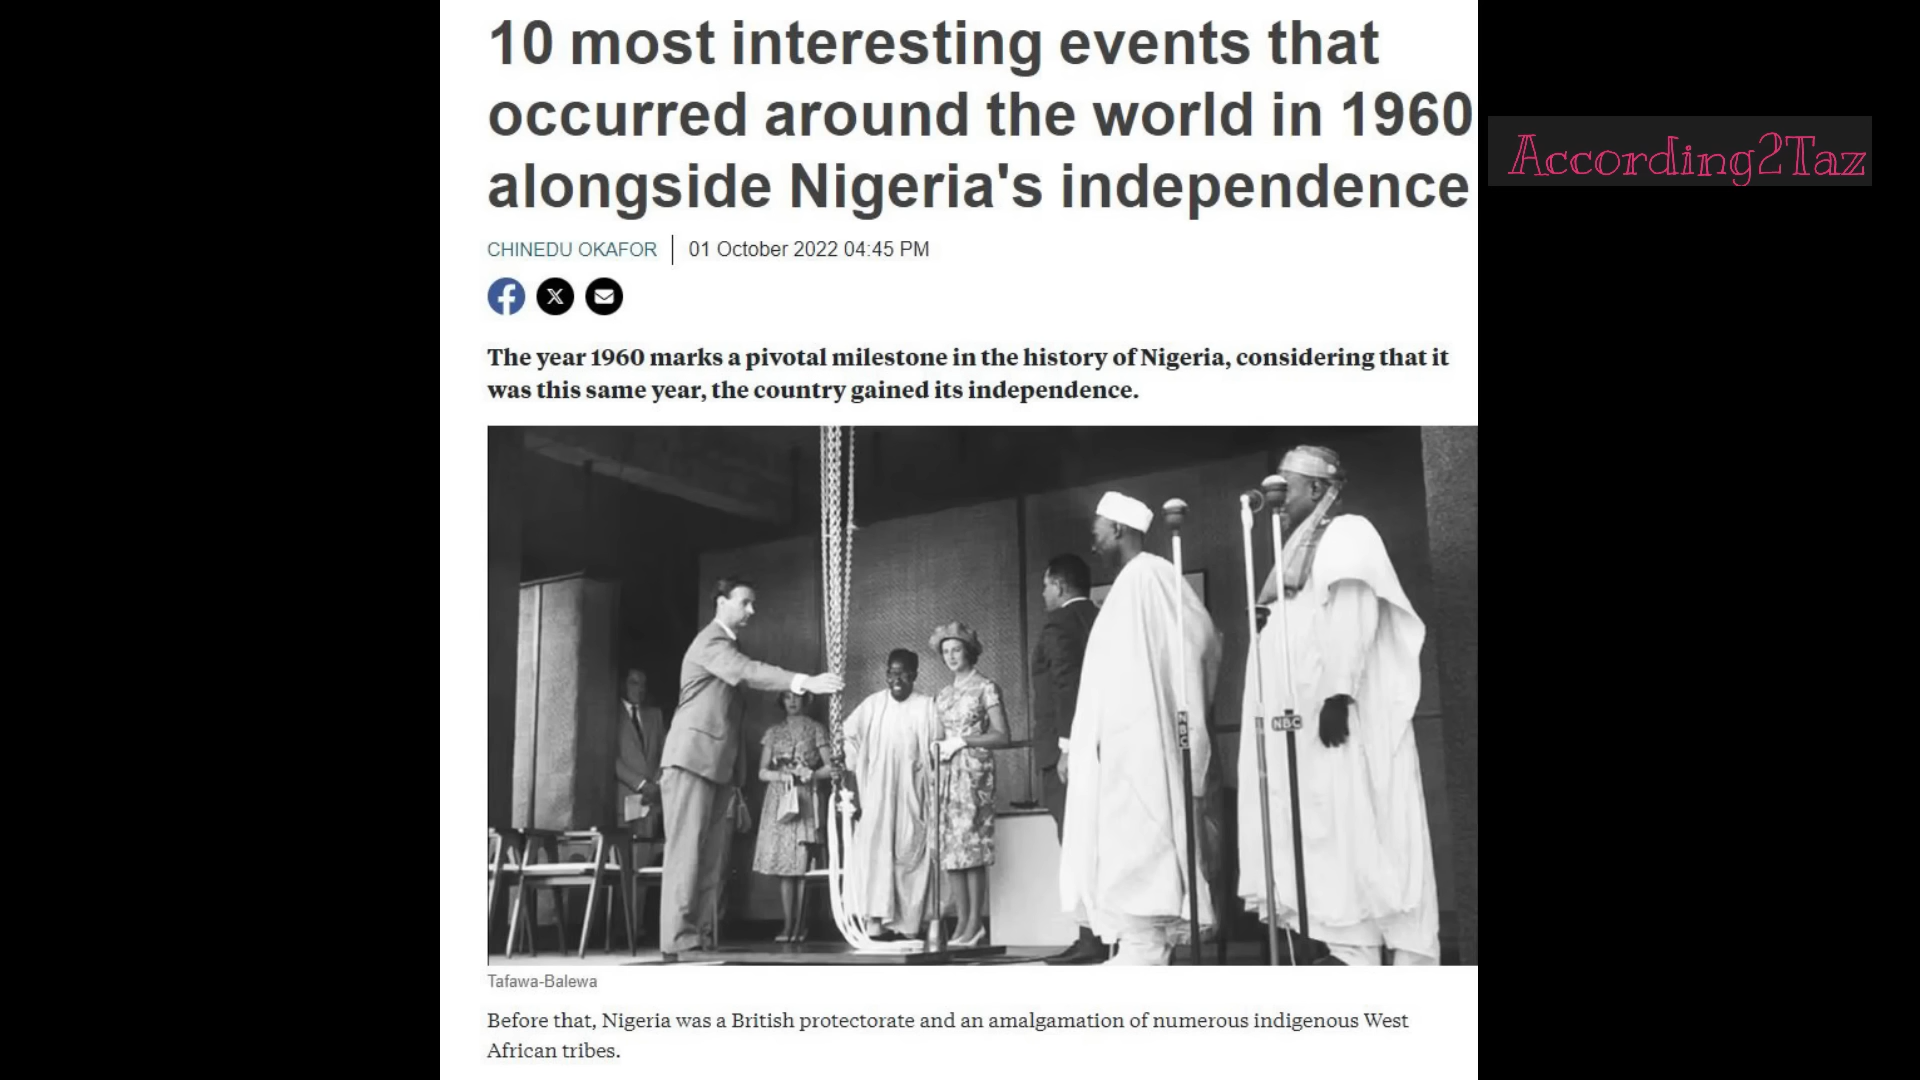 10 most interesting events that
occurred around the world in 1960
alongside Nigeria's independence
According2Taz
CHINEDU OKAFOR | 01 October 2022 04:45 PM
The year 1960 marks a pivotal milestone in the history of Nigeria, considering that it
was this same year, the country gained its independence.
NBC
NBC
Tafawa-Balewa
Before that, Nigeria was a British protectorate and an amalgamation of numerous indigenous West
African tribes.